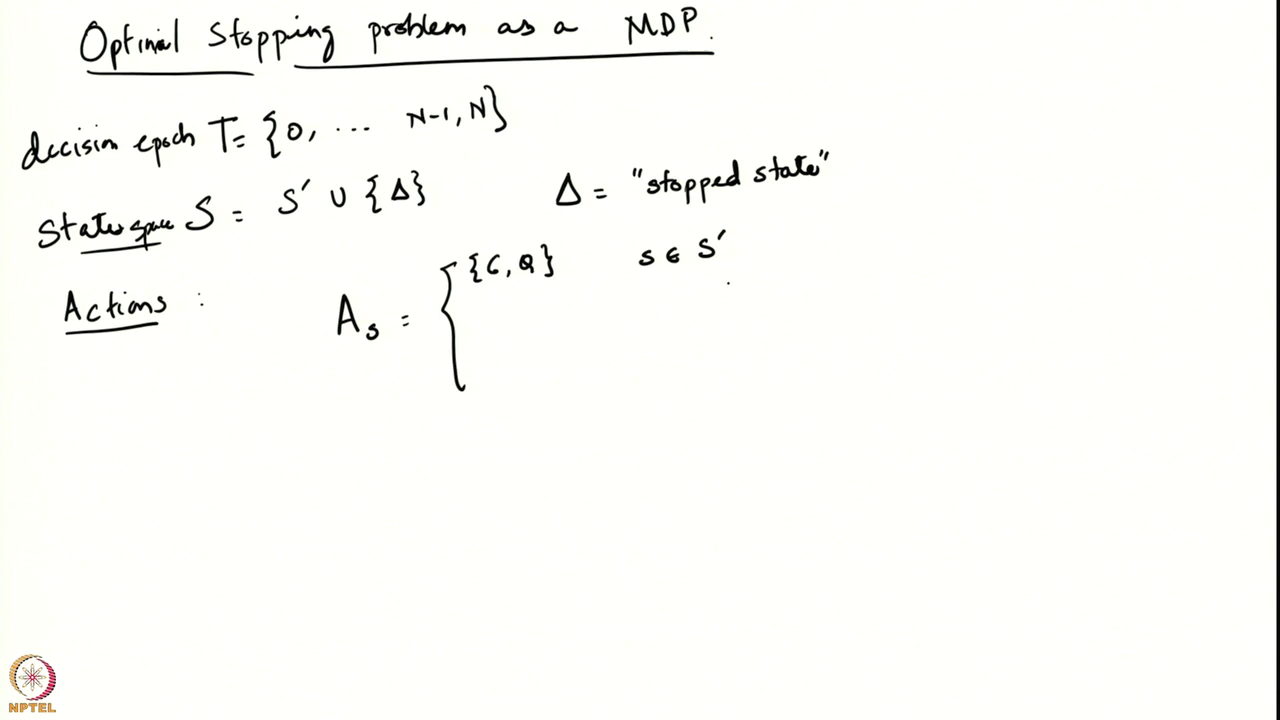 Optimal stopping problem as a MDP.
decision epoch T = {0, ... N-1, N}
State space S = S' ∪ {Δ} Δ = "stopped state"
Actions : A_s = { {C, Q} s ∈ S'
NPTEL